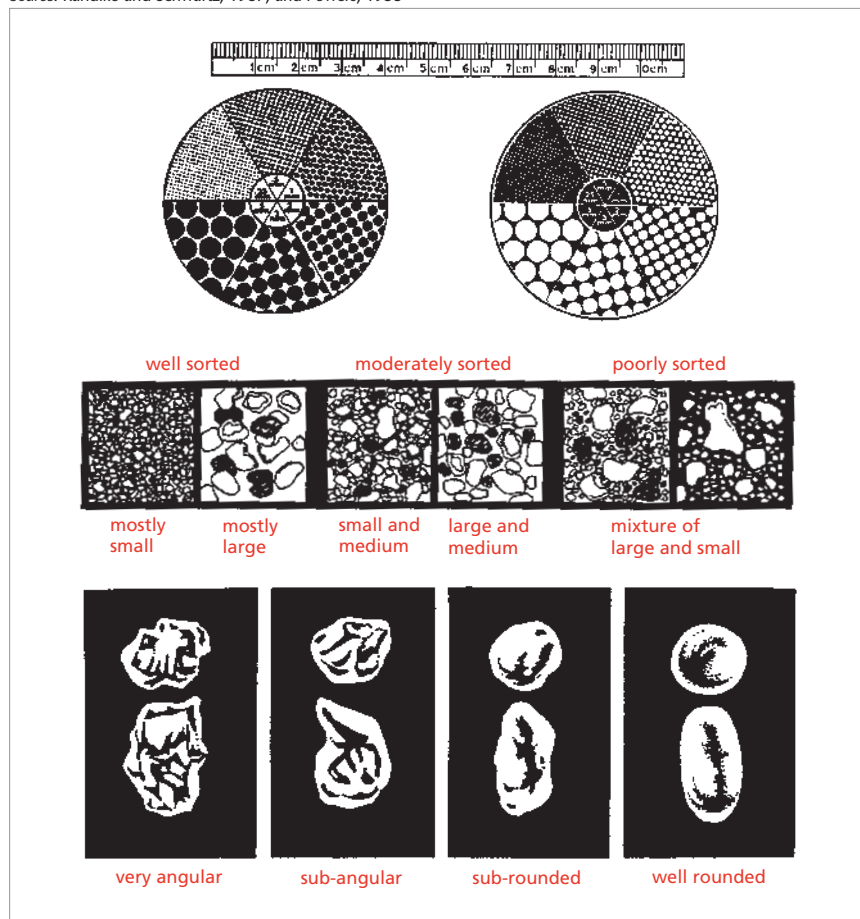 1cm 2cm 3cm 4cm 5cm 6cm 7cm 8cm 9cm 10cm
well sorted moderately sorted poorly sorted
mostly small mostly large small and medium large and medium mixture of large and small
very angular sub-angular sub-rounded well rounded